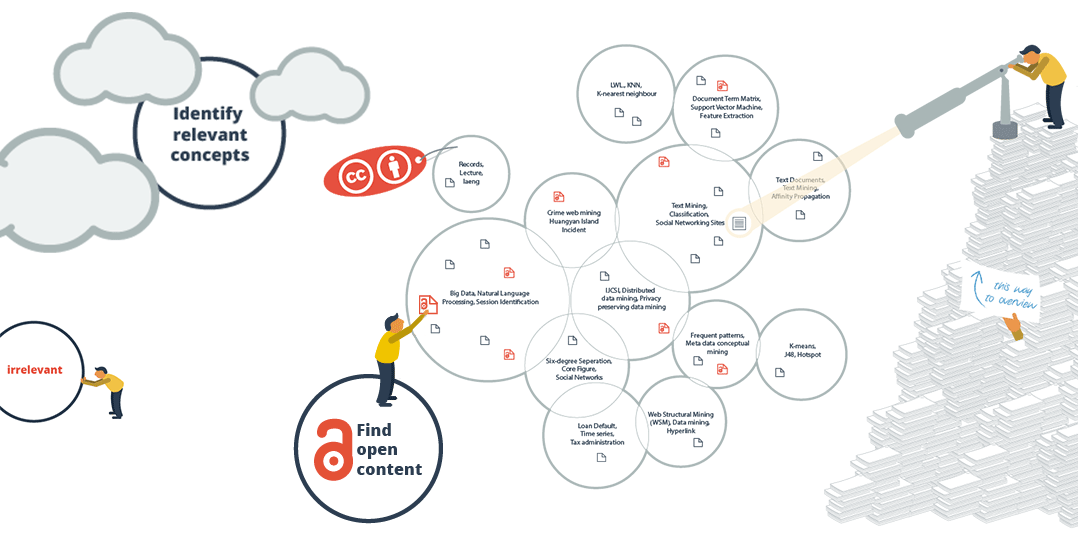 Identify
relevant
concepts
LWL,, KNN,
K-nearest neighbour
Document Term Matrix,
Support Vector Machine,
Feature Extraction
cc
Records,
Lecture,
Iaeng
Text Documents,
Text Mining,
Affinity Propagation
Crime web mining
Huangyan Island
Incident
Text Mining,
Classification,
Social Networking Sites
Big Data, Natural Language
Processing, Session Identification
IJCSI, Distributed
data mining, Privacy
preserving data mining
this way
to overview
Frequent patterns,
Meta data conceptual
mining
K-means,
J48, Hotspot
irrelevant
Six-degree Seperation,
Core Figure,
Social Networks
Find
open
content
Loan Default,
Time series,
Tax administration
Web Structural Mining
(WSM), Data mining,
Hyperlink